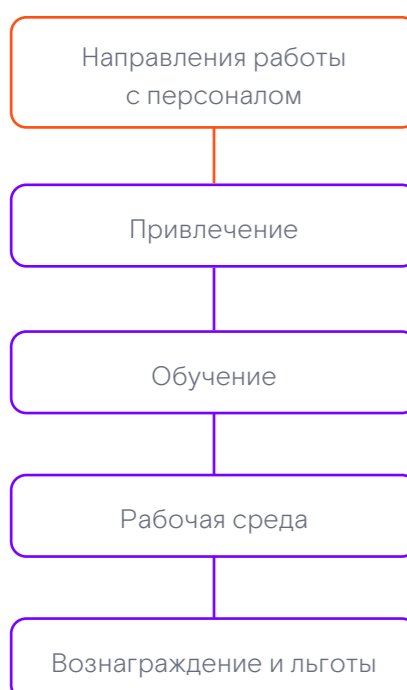 Направления работы
с персоналом
Привлечение
Обучение
Рабочая среда
Вознаграждение и льготы